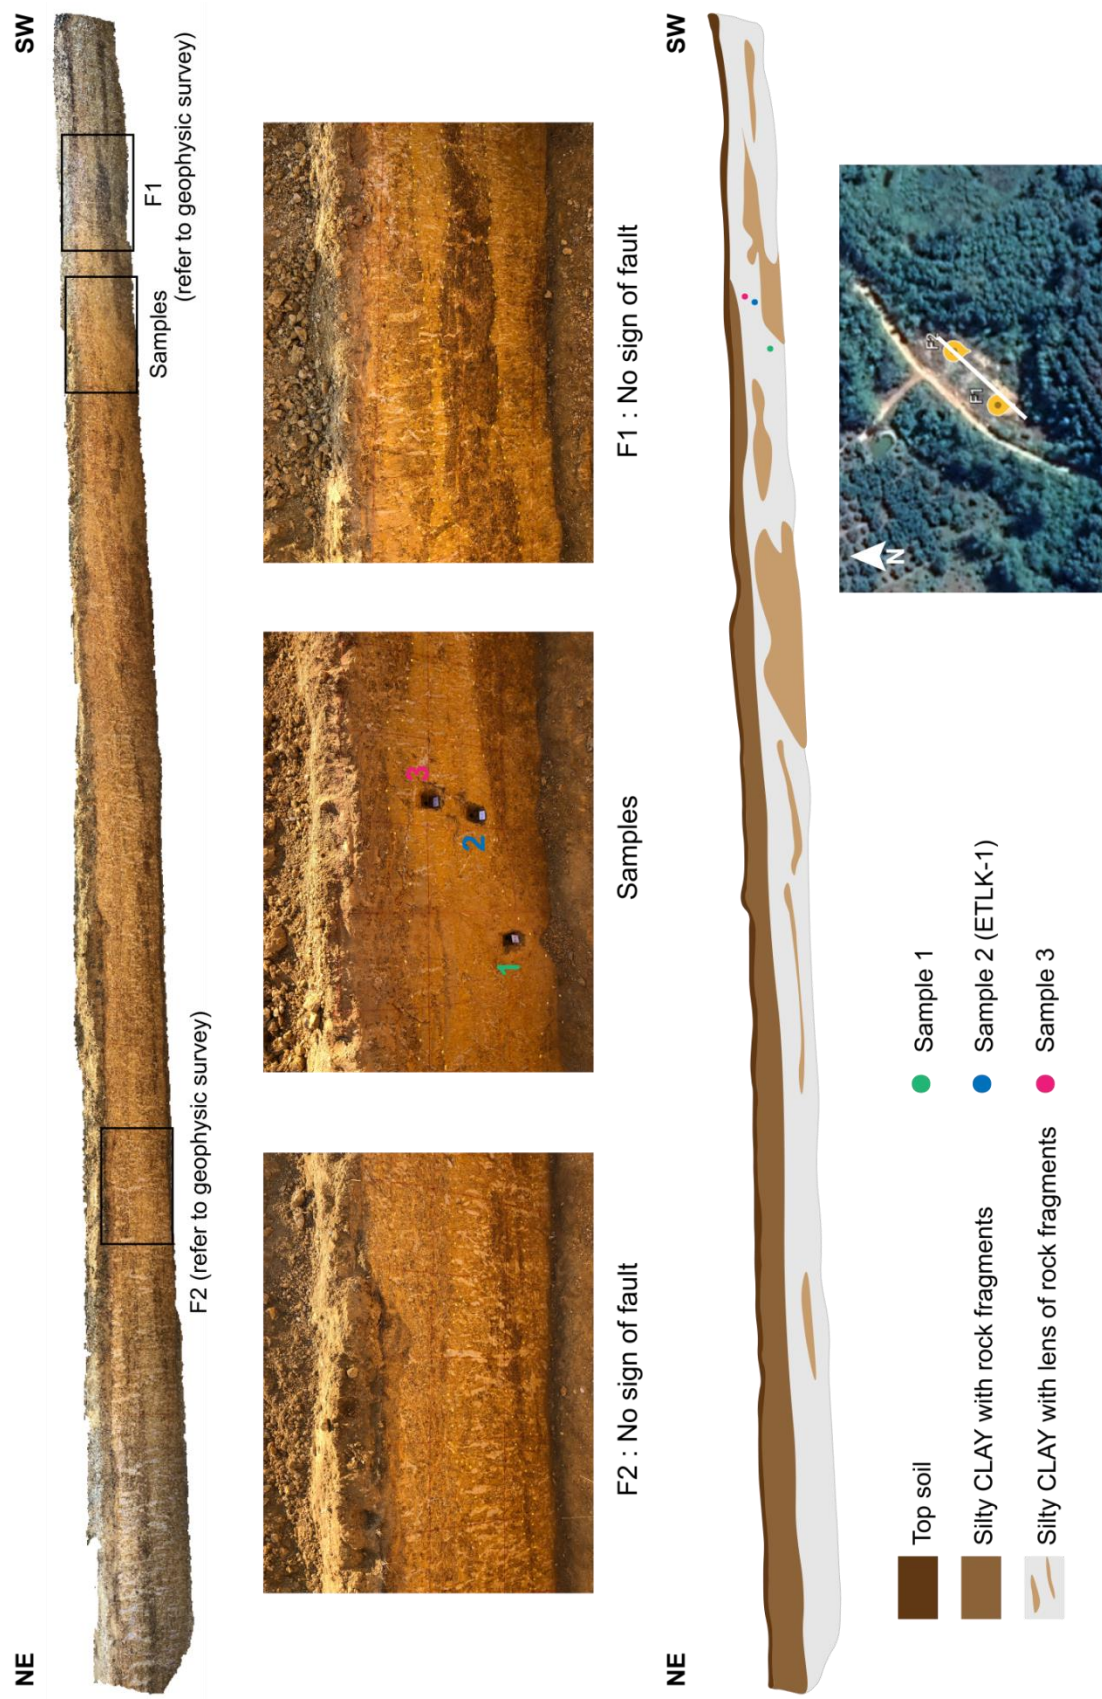 NE
SW
F2 (refer to geophysic survey)
Samples
F1
(refer to geophysic survey)
1
2
3
F2 : No sign of fault
Samples
F1 : No sign of fault
NE
SW
Top soil
Silty CLAY with rock fragments
Silty CLAY with lens of rock fragments
Sample 1
Sample 2 (ETLK-1)
Sample 3
N
F1
F2